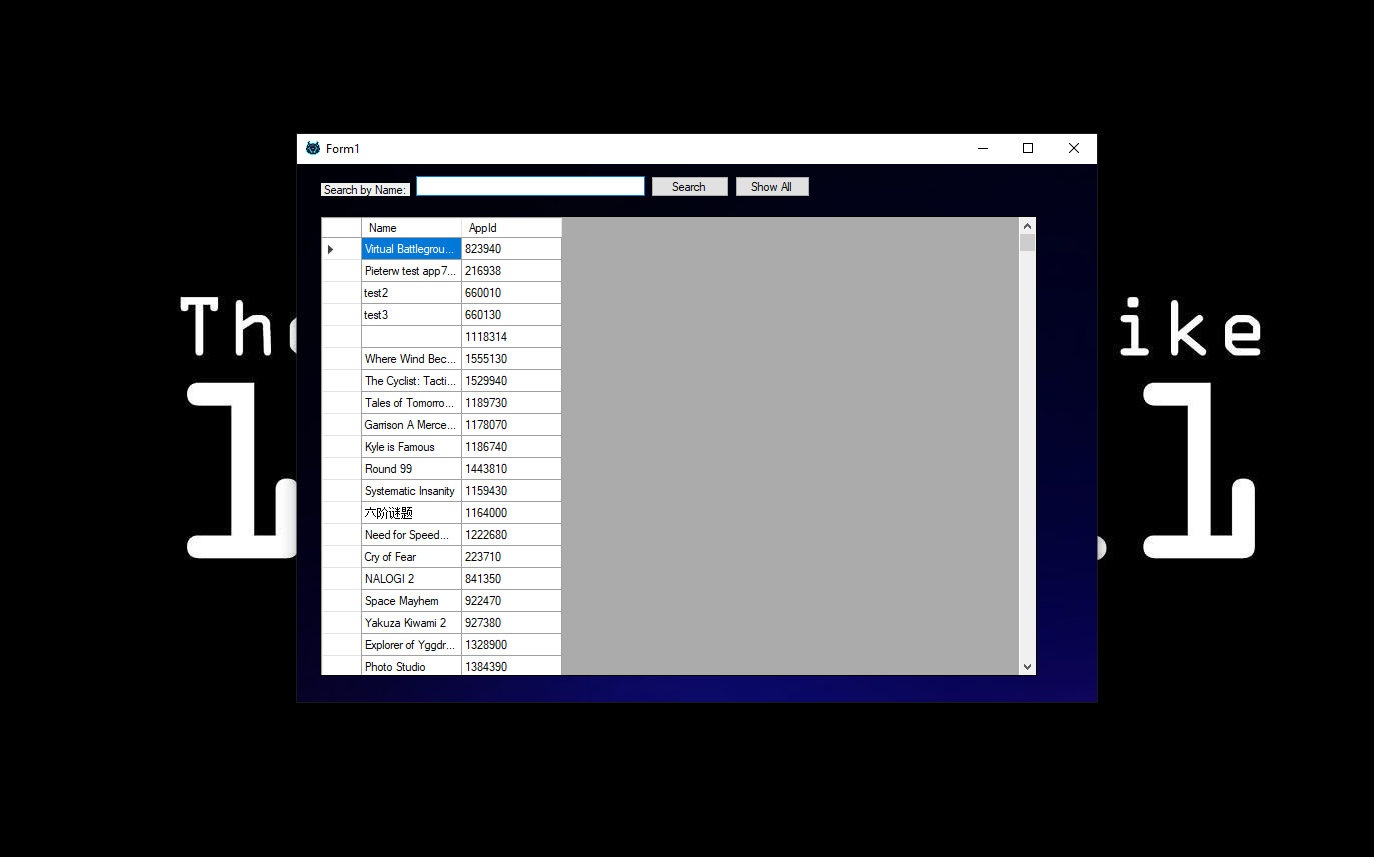 Form1
Search by Name:
Search
Show All
Name AppId
Virtual Battlegrou... 823940
Pieterw test app7... 216938
test2 660010
test3 660130
1118314
Where Wind Bec... 1555130
The Cyclist: Tacti... 1529940
Tales of Tomorro... 1189730
Garrison A Merce... 1178070
Kyle is Famous 1186740
Round 99 1443810
Systematic Insanity 1159430
六阶谜题 1164000
Need for Speed... 1222680
Cry of Fear 223710
NALOGI 2 841350
Space Mayhem 922470
Yakuza Kiwami 2 927380
Explorer of Yggdr... 1328900
Photo Studio 1384390
Th ike
1 .1